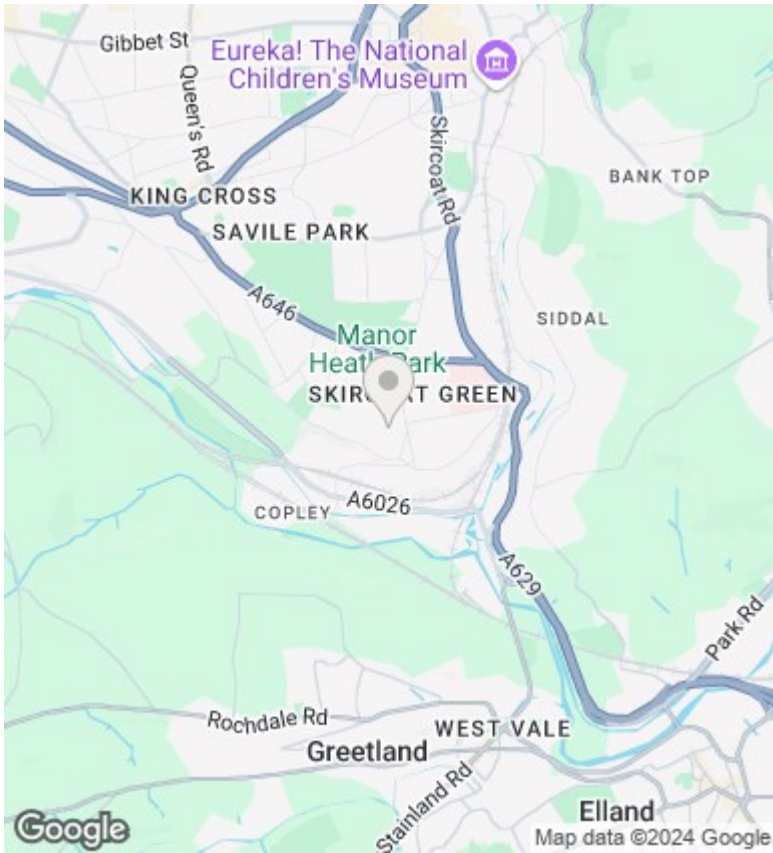 Gibbet St
Eureka! The National
Children's Museum
Queen's Rd
Skircoat Rd
BANK TOP
KING CROSS
SAVILE PARK
A646
SIDDAL
Manor
Heath Park
SKIRCOAT GREEN
A6026
COPLEY
A629
Park Rd
Rochdale Rd
WEST VALE
Greetland
Stainland Rd
Elland
Google
Map data ©2024 Google